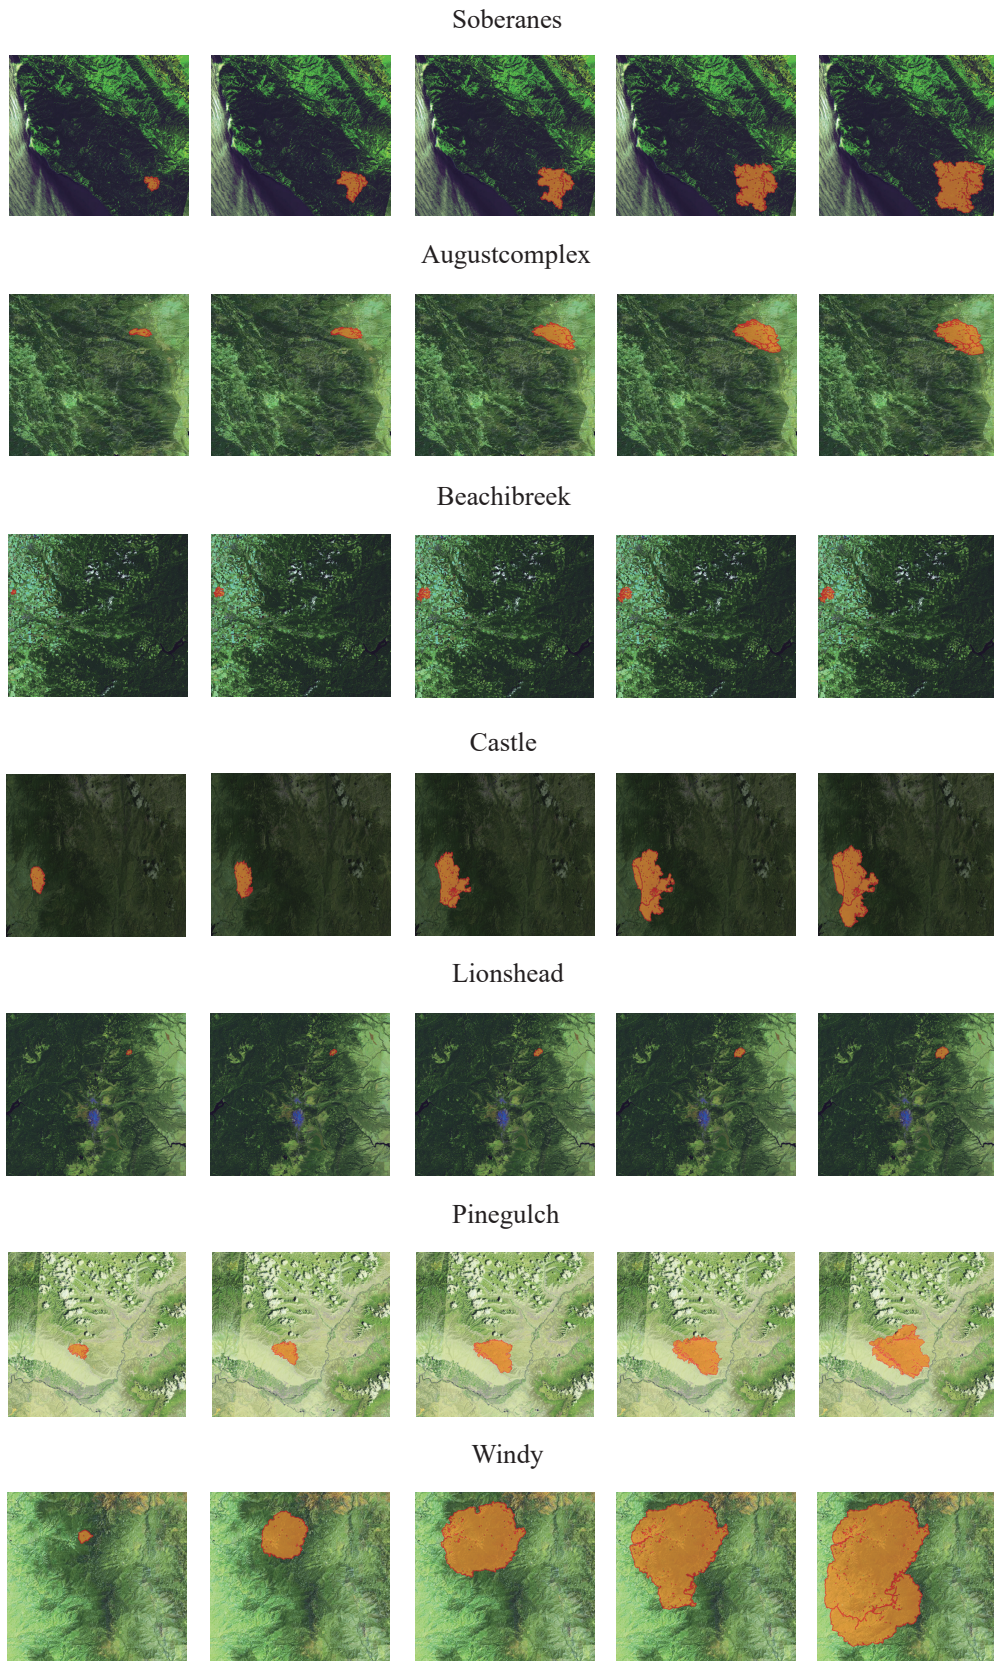 Soberanes
Augustcomplex
Beachibreek
Castle
Lionshead
Pinegulch
Windy